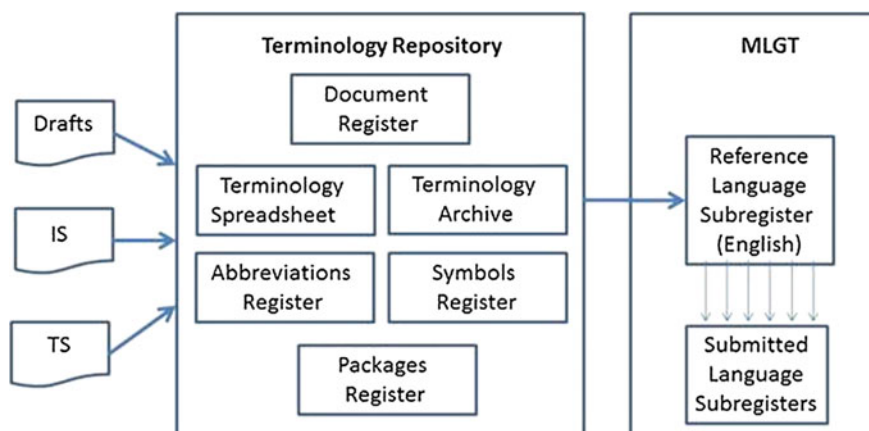 Drafts
IS
TS
Terminology Repository
Document
Register
Terminology
Spreadsheet
Terminology
Archive
Abbreviations
Register
Symbols
Register
Packages
Register
MLGT
Reference
Language
Subregister
(English)
Submitted
Language
Subregisters